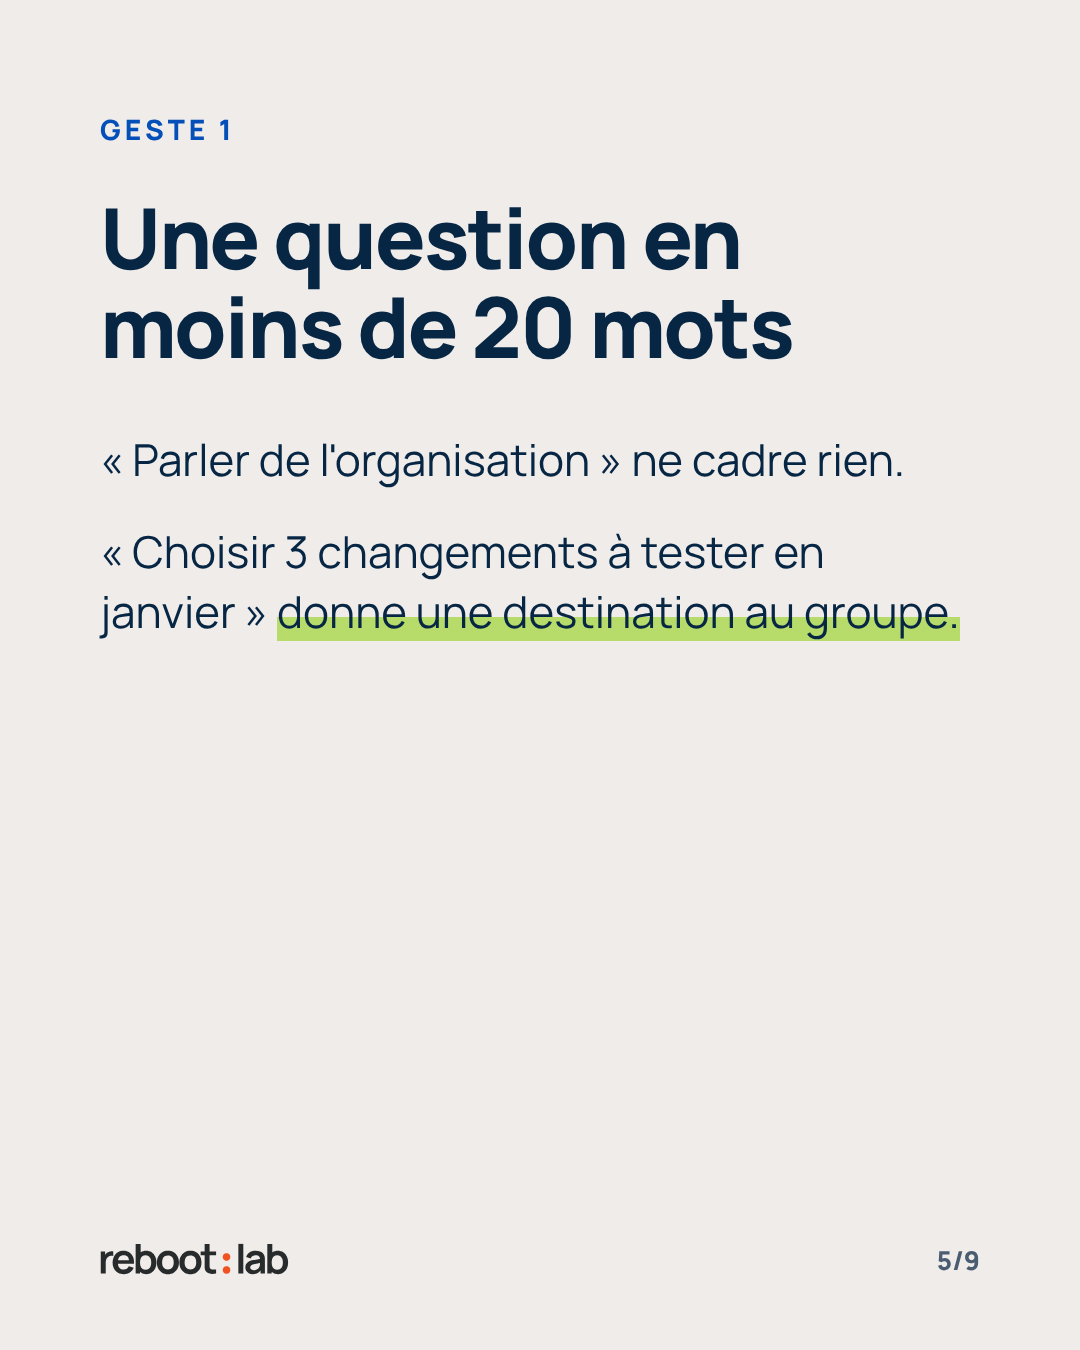 GESTE 1
Une question en
moins de 20 mots
« Parler de l'organisation » ne cadre rien.
« Choisir 3 changements à tester en
janvier » donne une destination au groupe.
reboot:lab
5/9